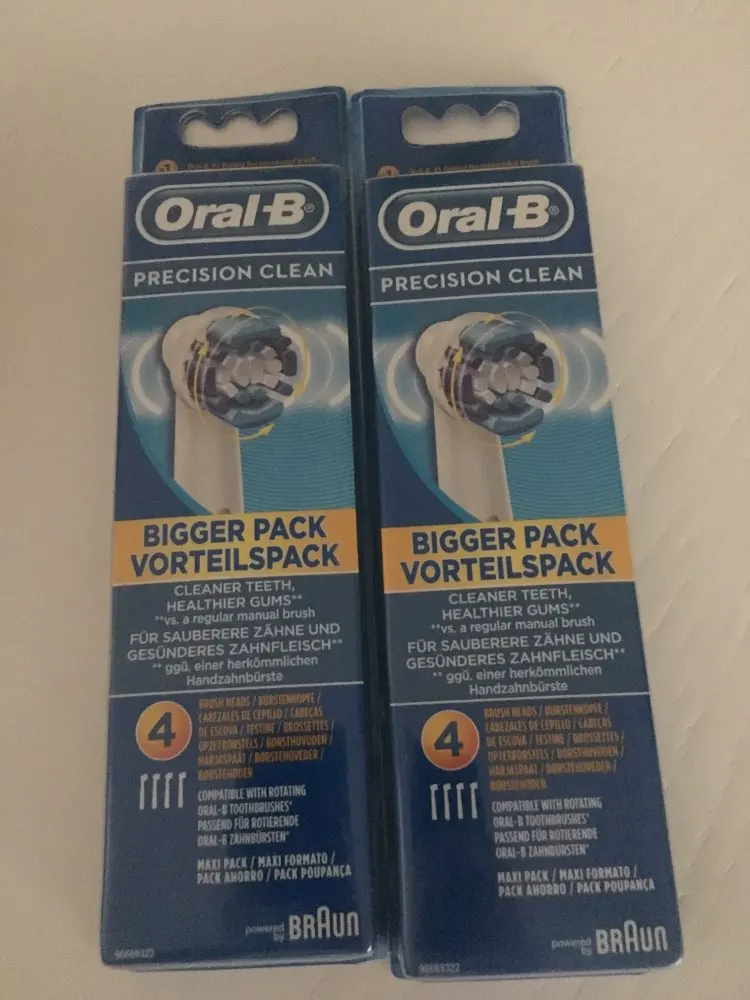 Oral-B®
PRECISION CLEAN
BIGGER PACK
VORTEILSPACK
CLEANER TEETH,
HEALTHIER GUMS**
**vs. a regular manual brush
FÜR SAUBERERE ZÄHNE UND
GESÜNDERES ZAHNFLEISCH**
** ggü. einer herkömmlichen
Handzahnbürste
4
BRUSH HEADS / BÜRSTENKÖPFE /
CABEZALES DE CEPILLO / CABEÇAS
DE ESCOVA / TESTINE / BROSSETTES /
OPZETBORSTELS / BORSTHUVUDEN /
HARJASPÄÄT / BØRSTEHOVEDER /
BØRSTEHODER
COMPATIBLE WITH ROTATING
ORAL-B TOOTHBRUSHES*
PASSEND FÜR ROTIERENDE
ORAL-B ZAHNBÜRSTEN*
MAXI PACK / MAXI FORMATO /
PACK AHORRO / PACK POUPANÇA
powered
by BRAUN
96669322
Oral-B®
PRECISION CLEAN
BIGGER PACK
VORTEILSPACK
CLEANER TEETH,
HEALTHIER GUMS**
**vs. a regular manual brush
FÜR SAUBERERE ZÄHNE UND
GESÜNDERES ZAHNFLEISCH**
** ggü. einer herkömmlichen
Handzahnbürste
4
BRUSH HEADS / BÜRSTENKÖPFE /
CABEZALES DE CEPILLO / CABEÇAS
DE ESCOVA / TESTINE / BROSSETTES /
OPZETBORSTELS / BORSTHUVUDEN /
HARJASPÄÄT / BØRSTEHOVEDER /
BØRSTEHODER
COMPATIBLE WITH ROTATING
ORAL-B TOOTHBRUSHES*
PASSEND FÜR ROTIERENDE
ORAL-B ZAHNBÜRSTEN*
MAXI PACK / MAXI FORMATO /
PACK AHORRO / PACK POUPANÇA
powered
by BRAUN
96669322